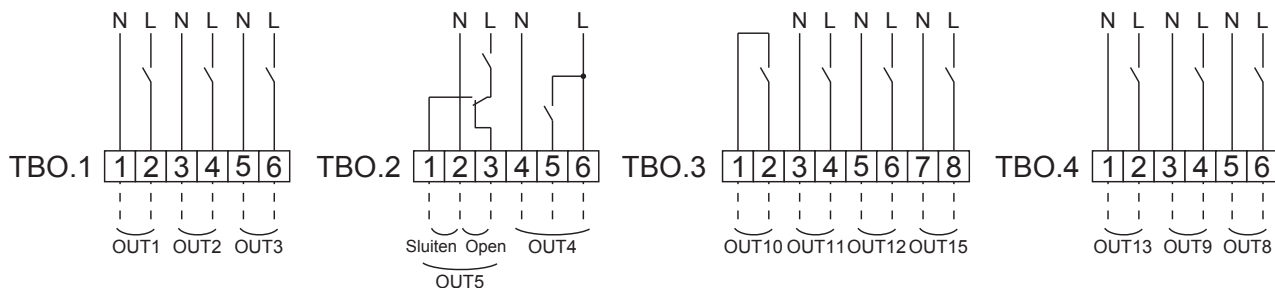 N L N L N L N L N L N L N L N L N L N L N L
TBO.1 1 2 3 4 5 6 TBO.2 1 2 3 4 5 6 TBO.3 1 2 3 4 5 6 7 8 TBO.4 1 2 3 4 5 6
OUT1 OUT2 OUT3 Sluiten Open OUT4 OUT10 OUT11 OUT12 OUT15 OUT13 OUT9 OUT8
OUT5